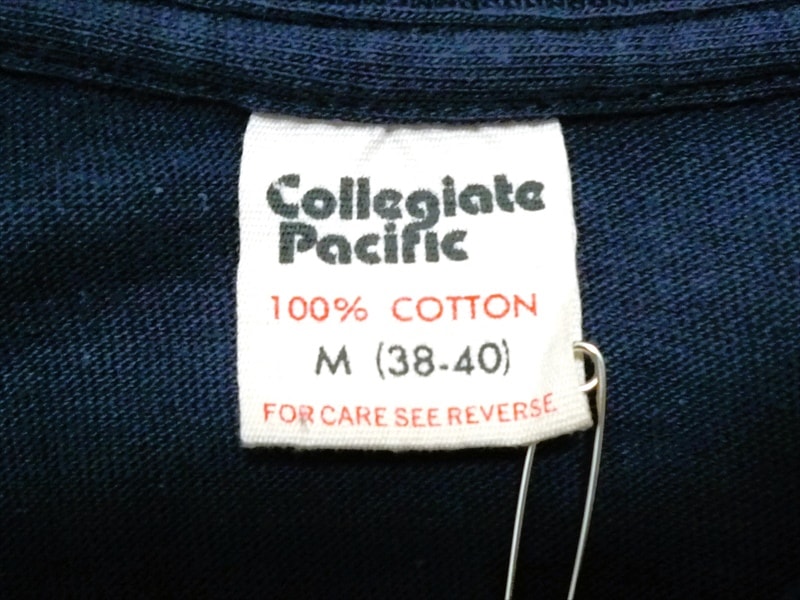 Collegiate
Pacific
100% COTTON
M (38-40)
FOR CARE SEE REVERSE